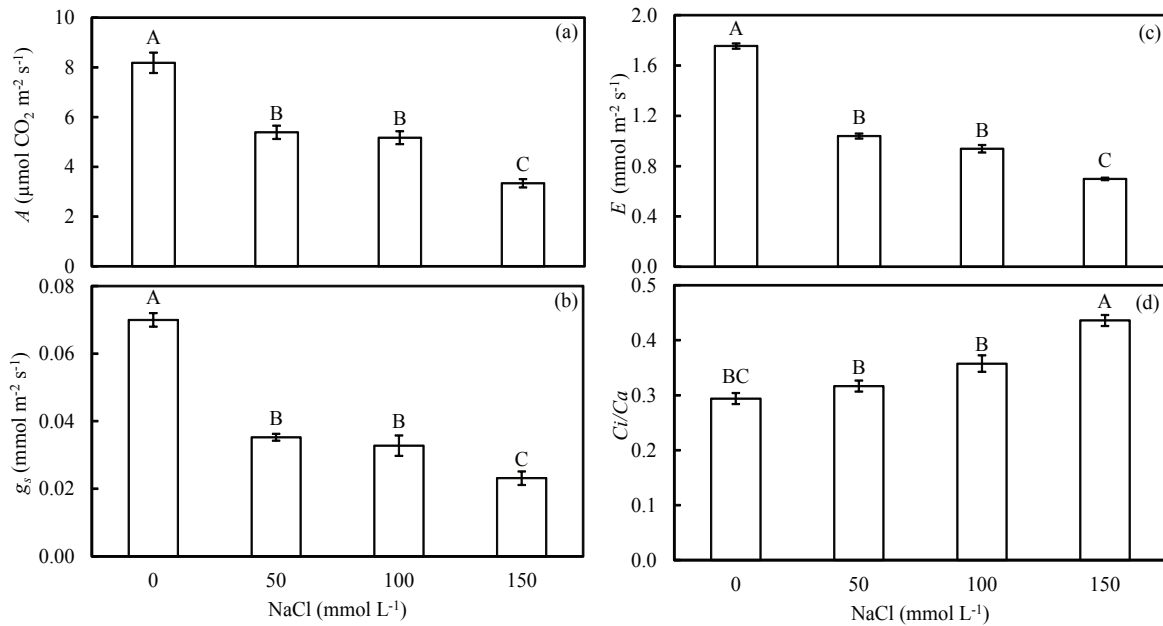 (a)
A (µmol CO₂ m⁻² s⁻¹)
10
8
6
4
2
0
A
B
B
C
(b)
gₛ (mmol m⁻² s⁻¹)
0.08
0.06
0.04
0.02
0.00
A
B
B
C
0 50 100 150
NaCl (mmol L⁻¹)
(c)
E (mmol m⁻² s⁻¹)
2.0
1.6
1.2
0.8
0.4
0.0
A
B
B
C
(d)
Ci/Ca
0.5
0.4
0.3
0.2
0.1
0.0
BC
B
B
A
0 50 100 150
NaCl (mmol L⁻¹)